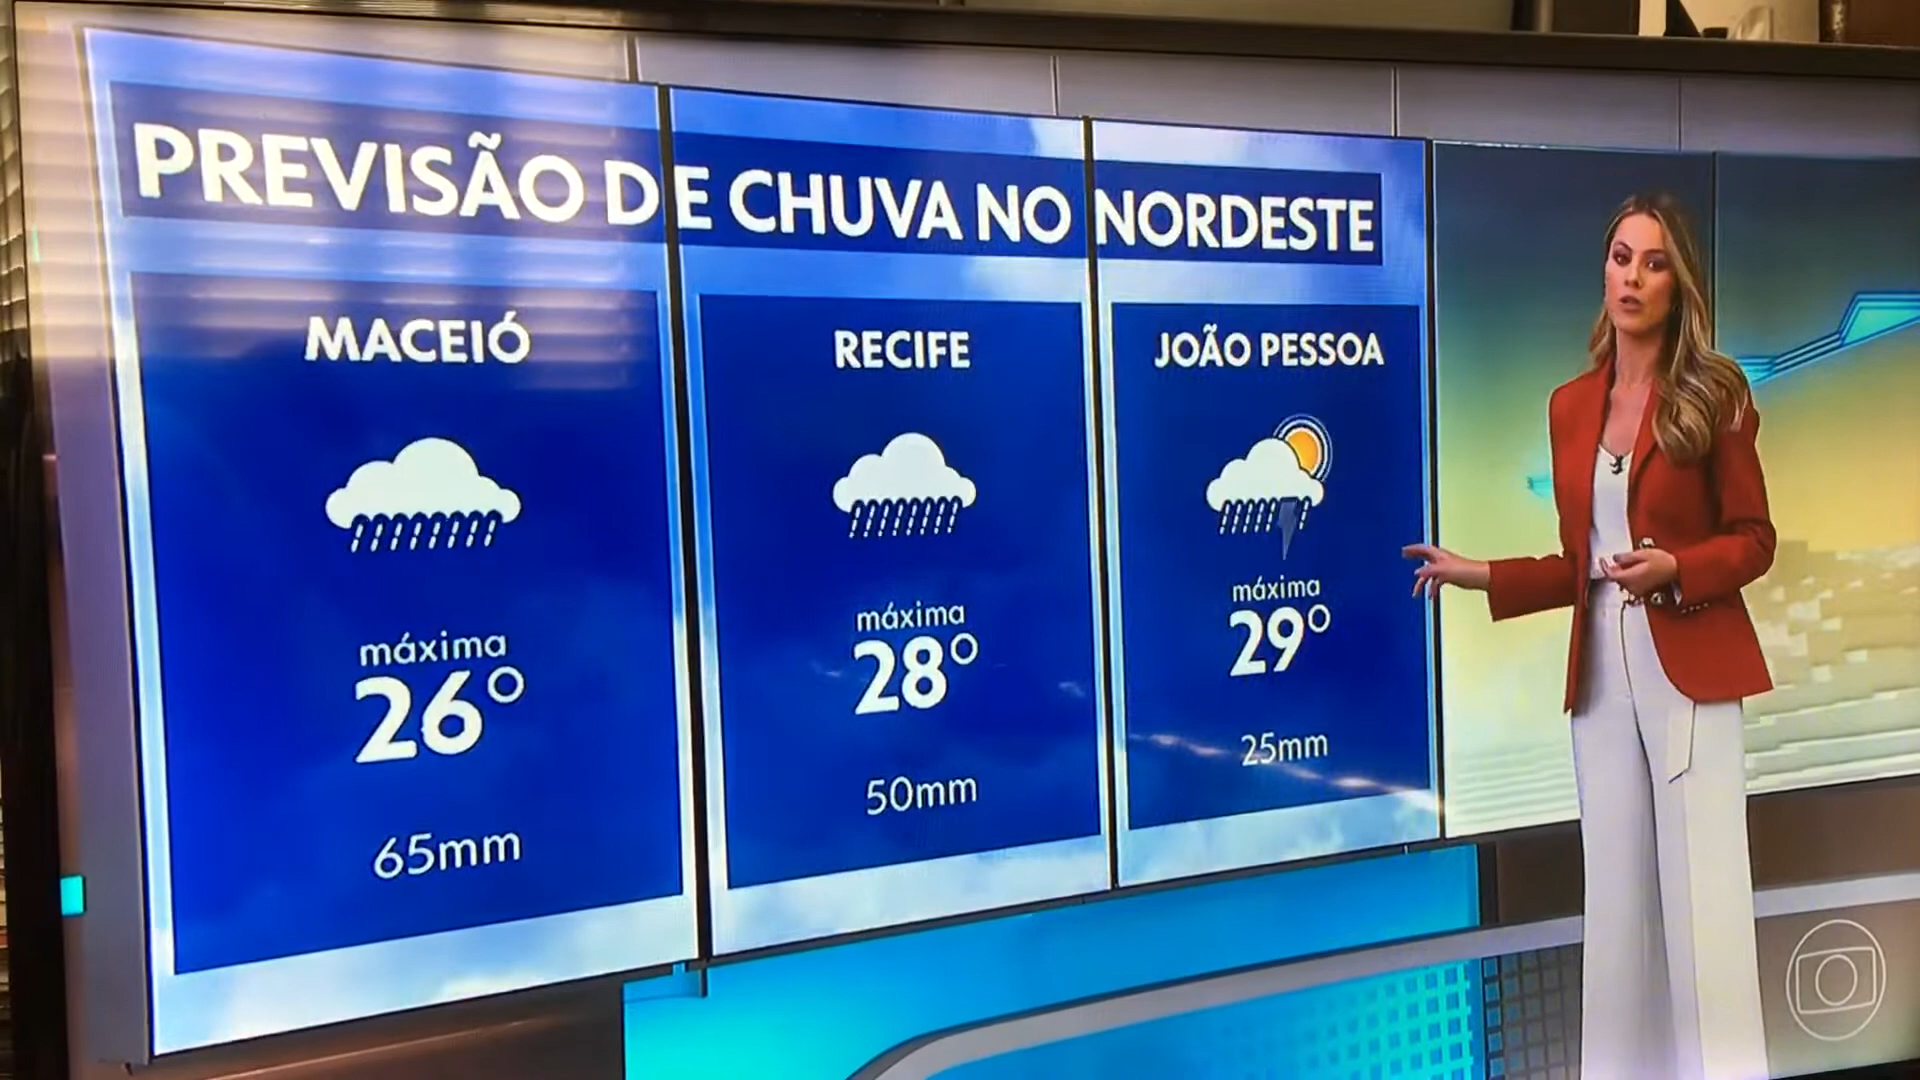 PREVISÃO DE CHUVA NO NORDESTE
MACEIÓ
máxima
26°
65mm
RECIFE
máxima
28°
50mm
JOÃO PESSOA
máxima
29°
25mm